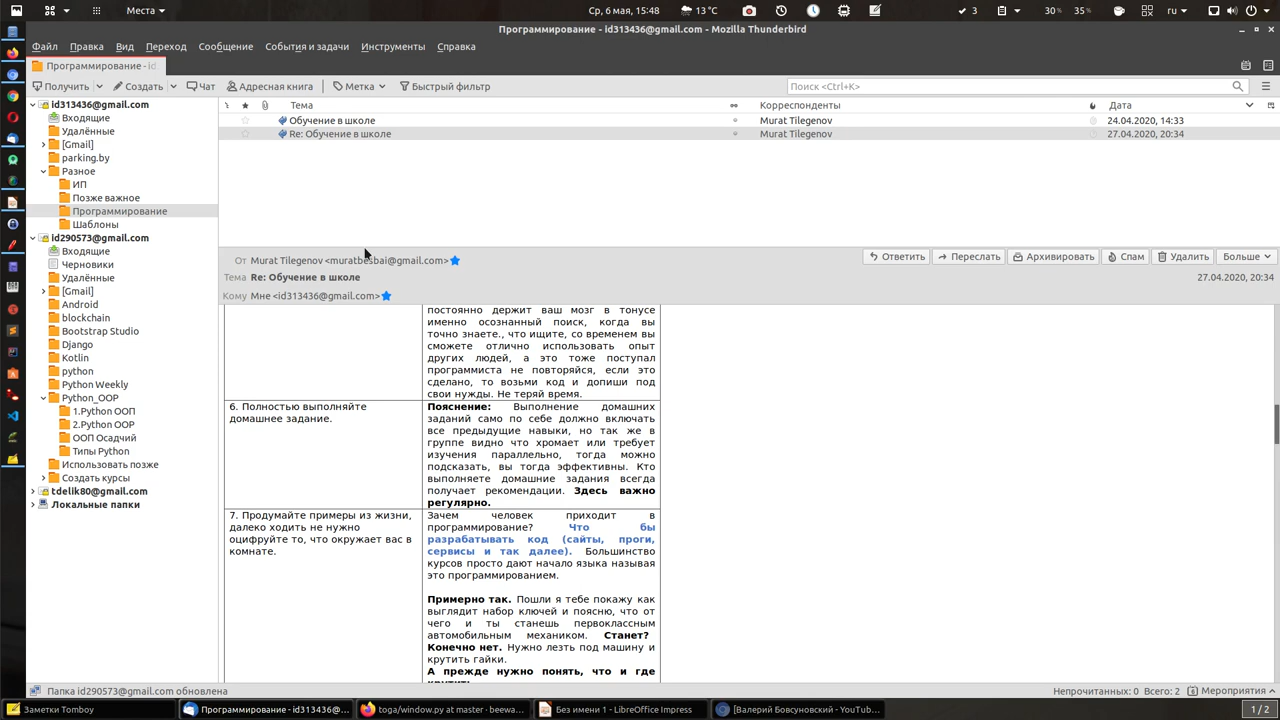 Места
Ср, 6 мая, 15:48
13°C
3
30%
35%
ru
Программирование - id313436@gmail.com - Mozilla Thunderbird
Файл Правка Вид Переход Сообщение События и задачи Инструменты Справка
Программирование - id
Получить Создать Чат Адресная книга Метка Быстрый фильтр
Поиск <Ctrl+K>
id313436@gmail.com
Входящие
Удалённые
[Gmail]
parking.by
Разное
ИП
Позже важное
Программирование
Шаблоны
id290573@gmail.com
Входящие
Черновики
Удалённые
[Gmail]
Android
blockchain
Bootstrap Studio
Django
Kotlin
python
Python Weekly
Python_OOP
1.Python ООП
2.Python OOP
ООП Осадчий
Типы Python
Использовать позже
Создать курсы
tdelik80@gmail.com
Локальные папки
Тема Корреспонденты Дата
Обучение в школе Murat Tilegenov 24.04.2020, 14:33
Re: Обучение в школе Murat Tilegenov 27.04.2020, 20:34
От Murat Tilegenov <muratbesbai@gmail.com>
Ответить Переслать Архивировать Спам Удалить Больше
Тема Re: Обучение в школе
27.04.2020, 20:34
Кому Мне <id313436@gmail.com>
постоянно держит ваш мозг в тонусе
именно осознанный поиск, когда вы
точно знаете., что ищите, со временем вы
сможете отлично использовать опыт
других людей, а это тоже поступал
программиста не повторяйся, если это
сделано, то возьми код и допиши под
свои нужды. Не теряй время.
6. Полностью выполняйте
домашнее задание.
Пояснение: Выполнение домашних
заданий само по себе должно включать
все предыдущие навыки, но так же в
группе видно что хромает или требует
изучения параллельно, тогда можно
подсказать, вы тогда эффективны. Кто
выполняете домашние задания всегда
получает рекомендации. Здесь важно
регулярно.
7. Продумайте примеры из жизни,
далеко ходить не нужно
оцифруйте то, что окружает вас в
комнате.
Зачем человек приходит в
программирование? Что бы
разрабатывать код (сайты, проги,
сервисы и так далее). Большинство
курсов просто дают начало языка называя
это программированием.
Примерно так. Пошли я тебе покажу как
выглядит набор ключей и поясню, что от
чего и ты станешь первоклассным
автомобильным механиком. Станет?
Конечно нет. Нужно лезть под машину и
крутить гайки.
А прежде нужно понять, что и где
Папка id290573@gmail.com обновлена
Непрочитанных: 0 Всего: 2 Мероприятия
Заметки Tomboy
Программирование - id313436@...
toga/window.py at master · beewa...
Без имени 1 - LibreOffice Impress
[Валерий Бовсуновский - YouTub...
1/2